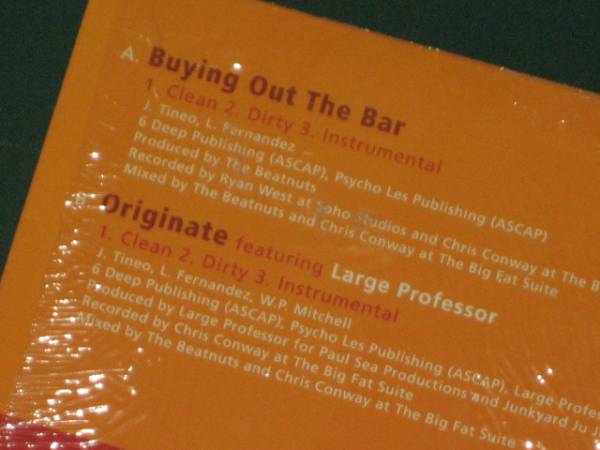 A. Buying Out The Bar
1. Clean 2. Dirty 3. Instrumental
J. Tineo, L. Fernandez
6 Deep Publishing (ASCAP), Psycho Les Publishing (ASCAP)
Produced by The Beatnuts
Recorded by Ryan West at Soho Studios and Chris Conway at The B
Mixed by The Beatnuts and Chris Conway at The Big Fat Suite
B. Originate featuring Large Professor
1. Clean 2. Dirty 3. Instrumental
J. Tineo, L. Fernandez, W.P. Mitchell
6 Deep Publishing (ASCAP), Psycho Les Publishing (ASCAP), Large Profes
Produced by Large Professor for Paul Sea Productions and Junkyard Ju J
Recorded by Chris Conway at The Big Fat Suite
Mixed by The Beatnuts and Chris Conway at The Big Fat Suite